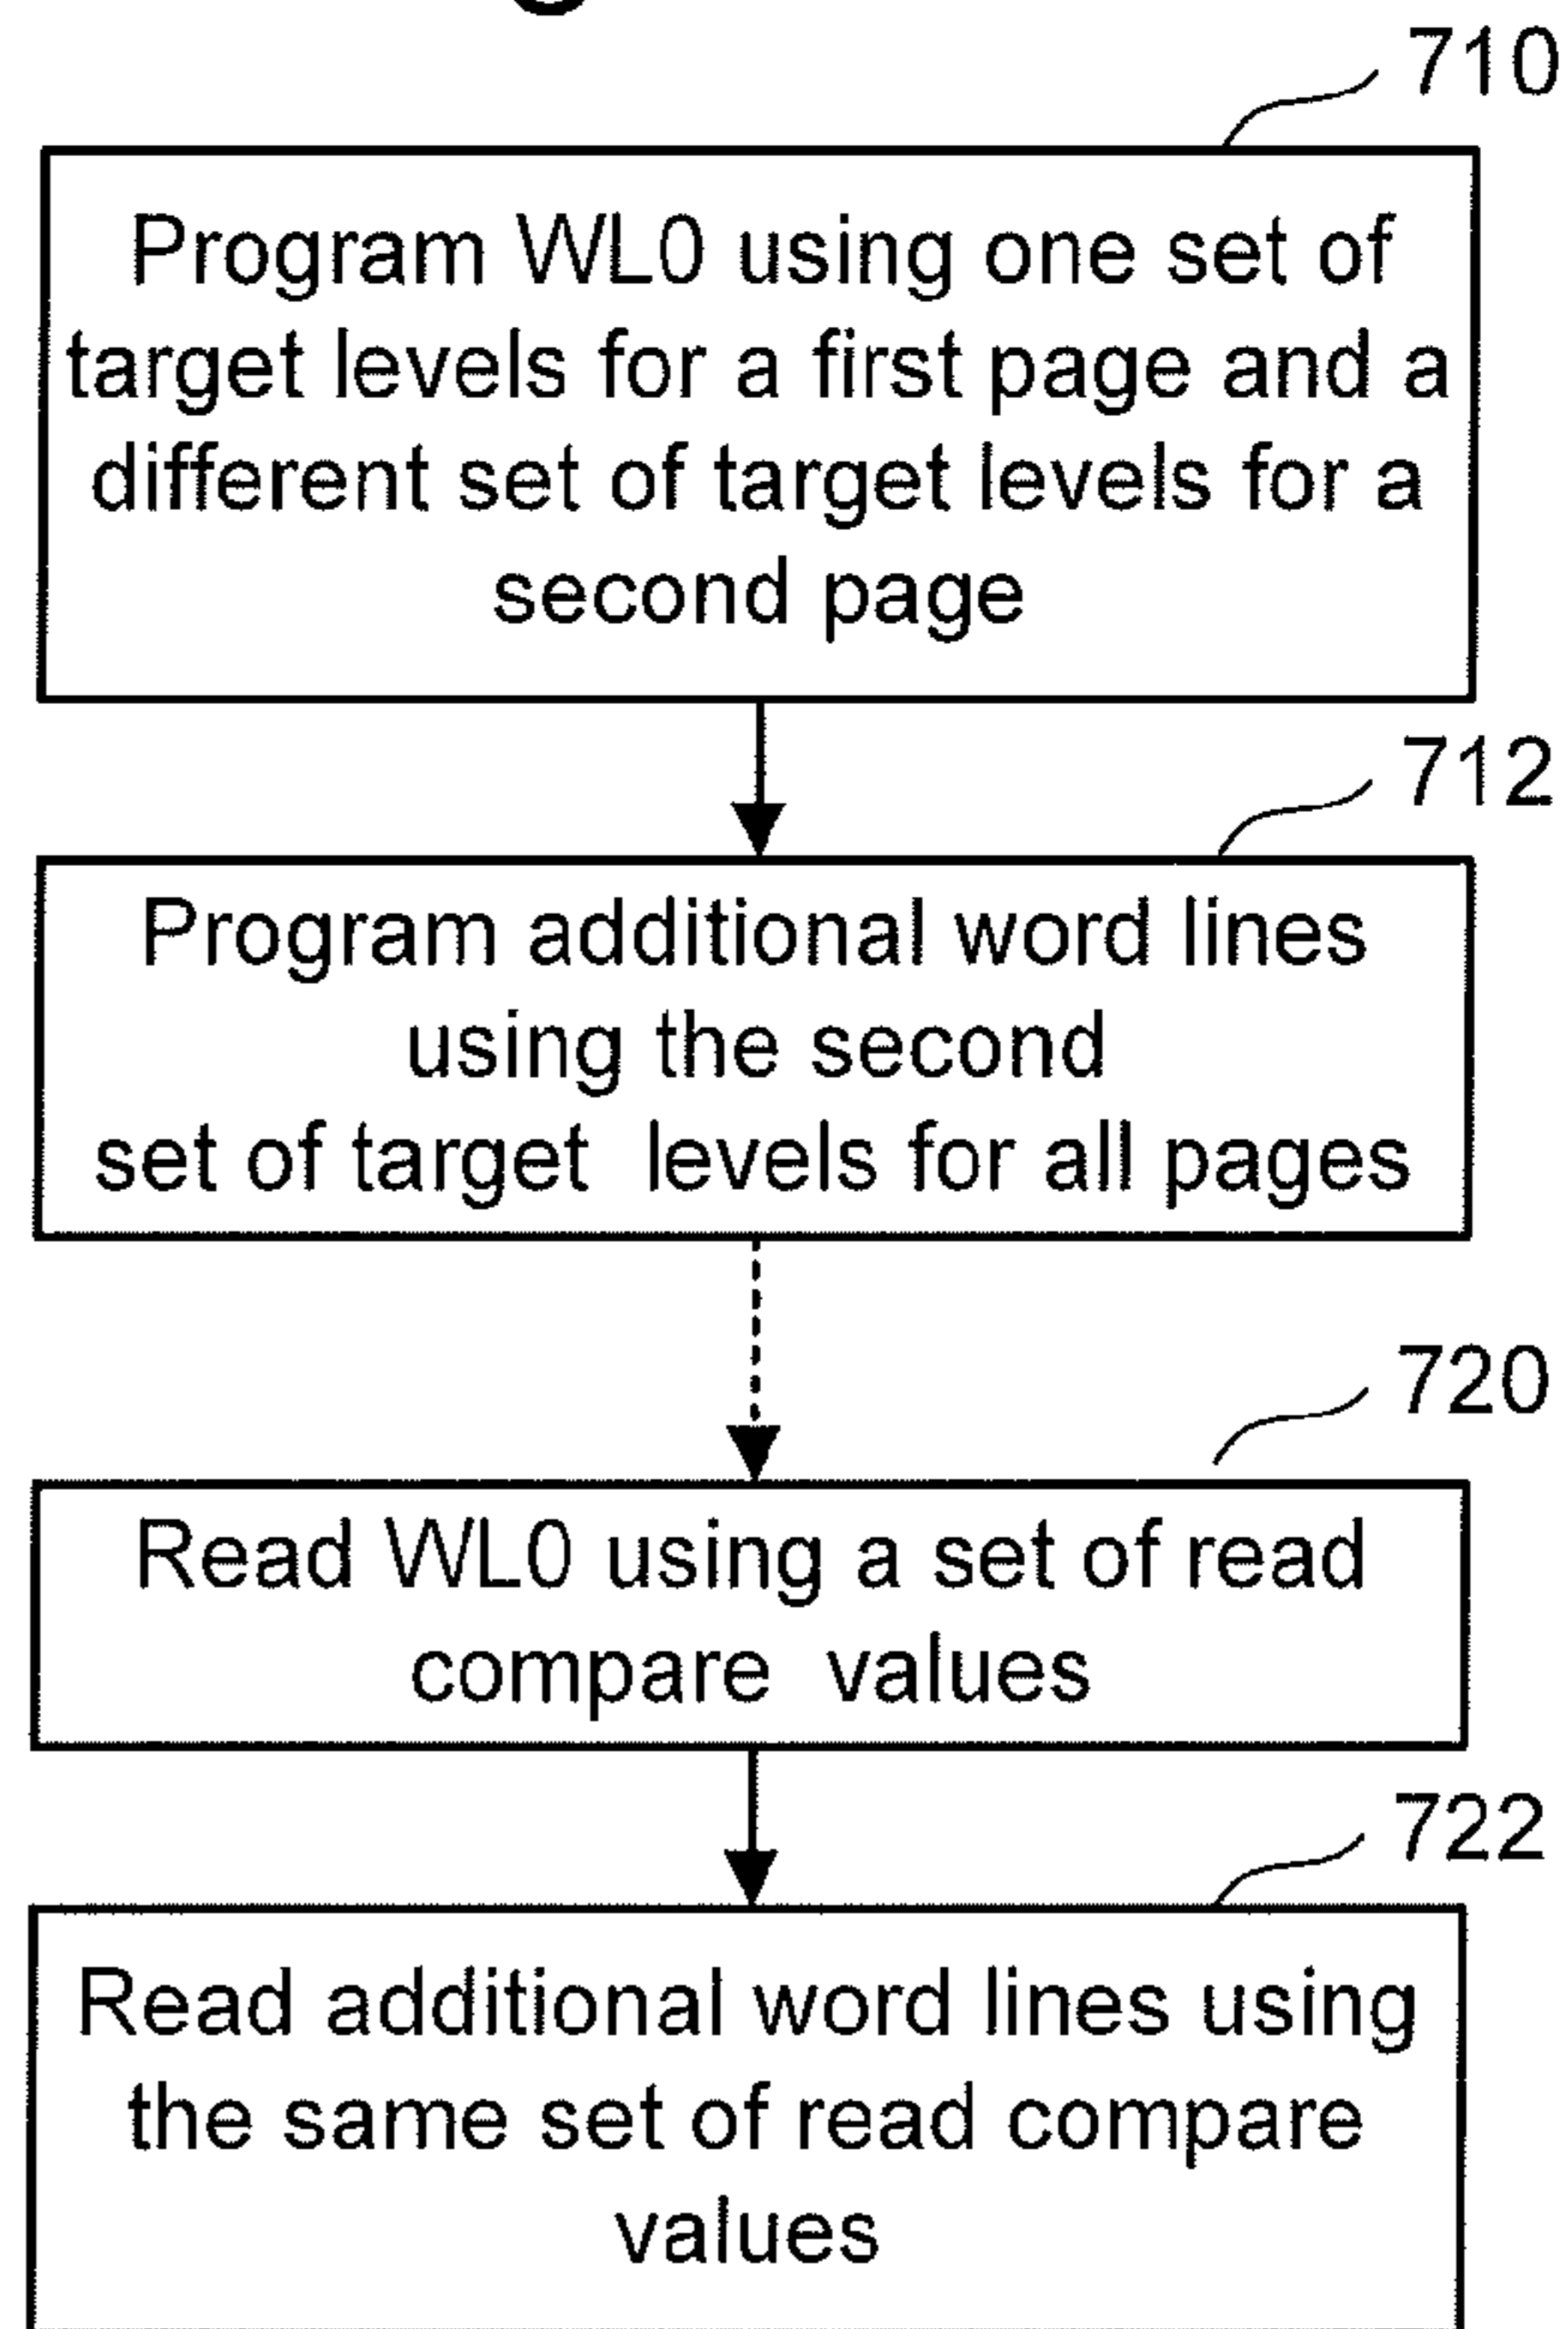 710
Program WL0 using one set of
target levels for a first page and a
different set of target levels for a
second page
712
Program additional word lines
using the second
set of target levels for all pages
720
Read WL0 using a set of read
compare values
722
Read additional word lines using
the same set of read compare
values